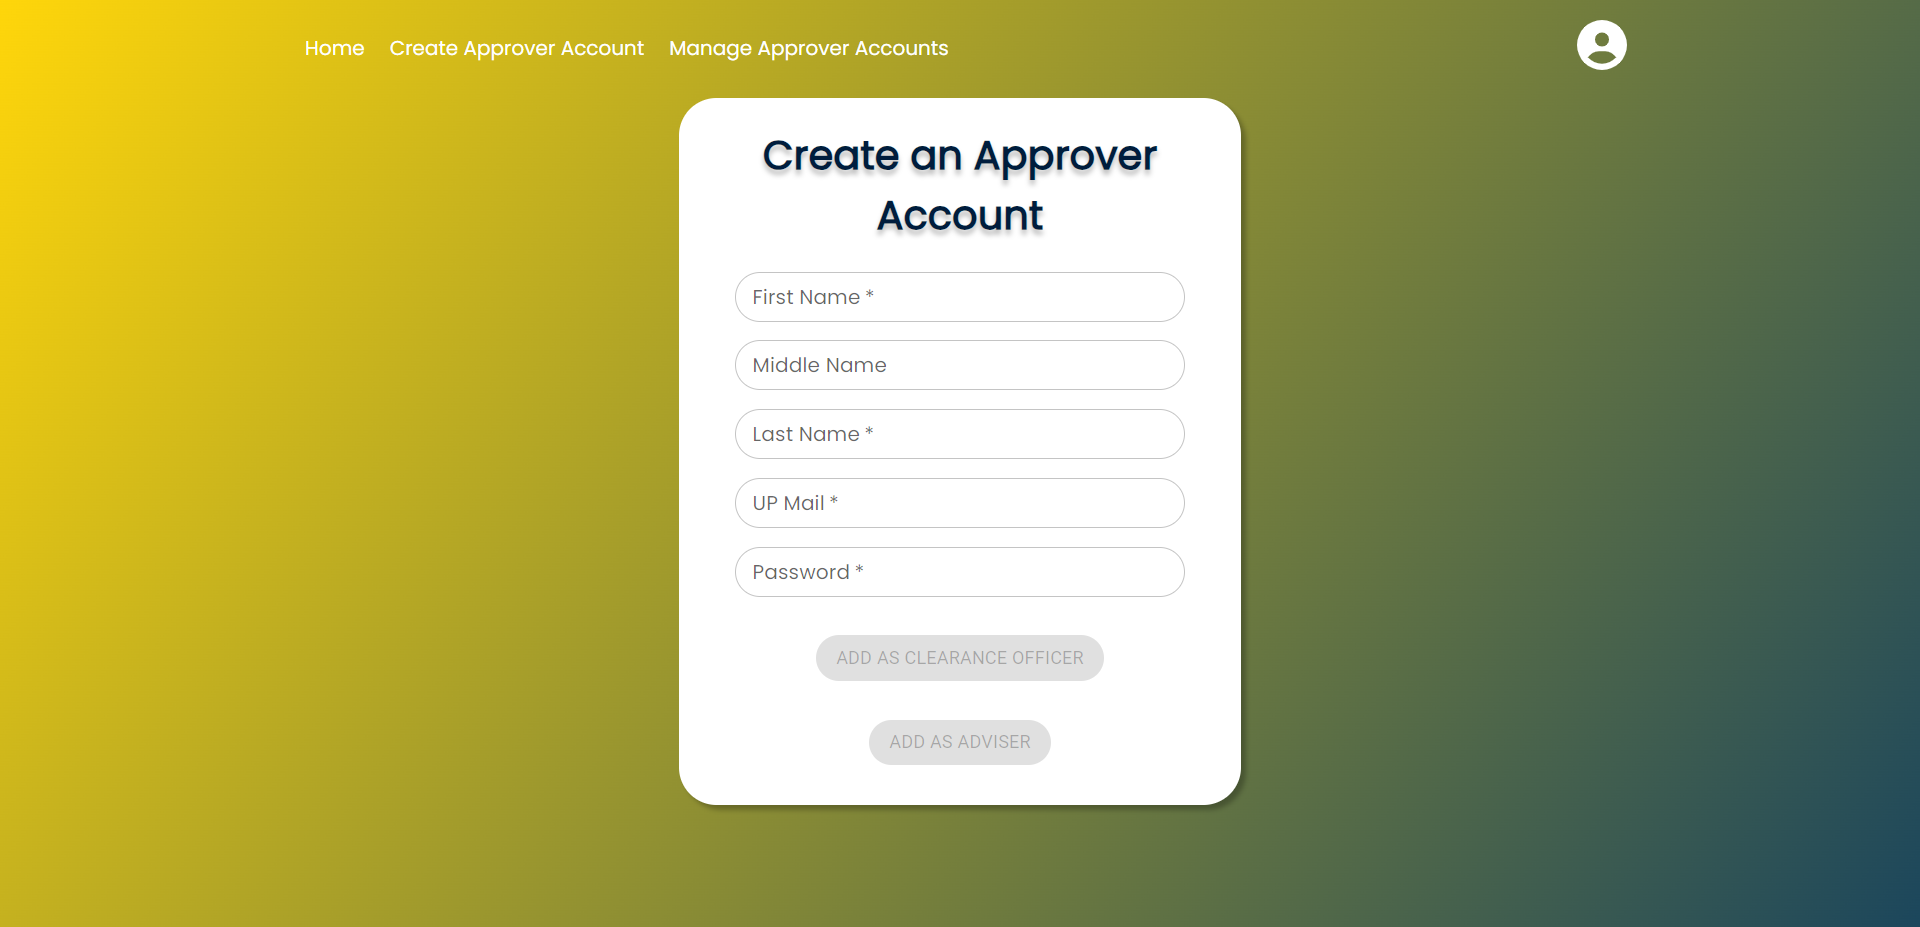 Home Create Approver Account Manage Approver Accounts
Create an Approver
Account
First Name *
Middle Name
Last Name *
UP Mail *
Password *
ADD AS CLEARANCE OFFICER
ADD AS ADVISER